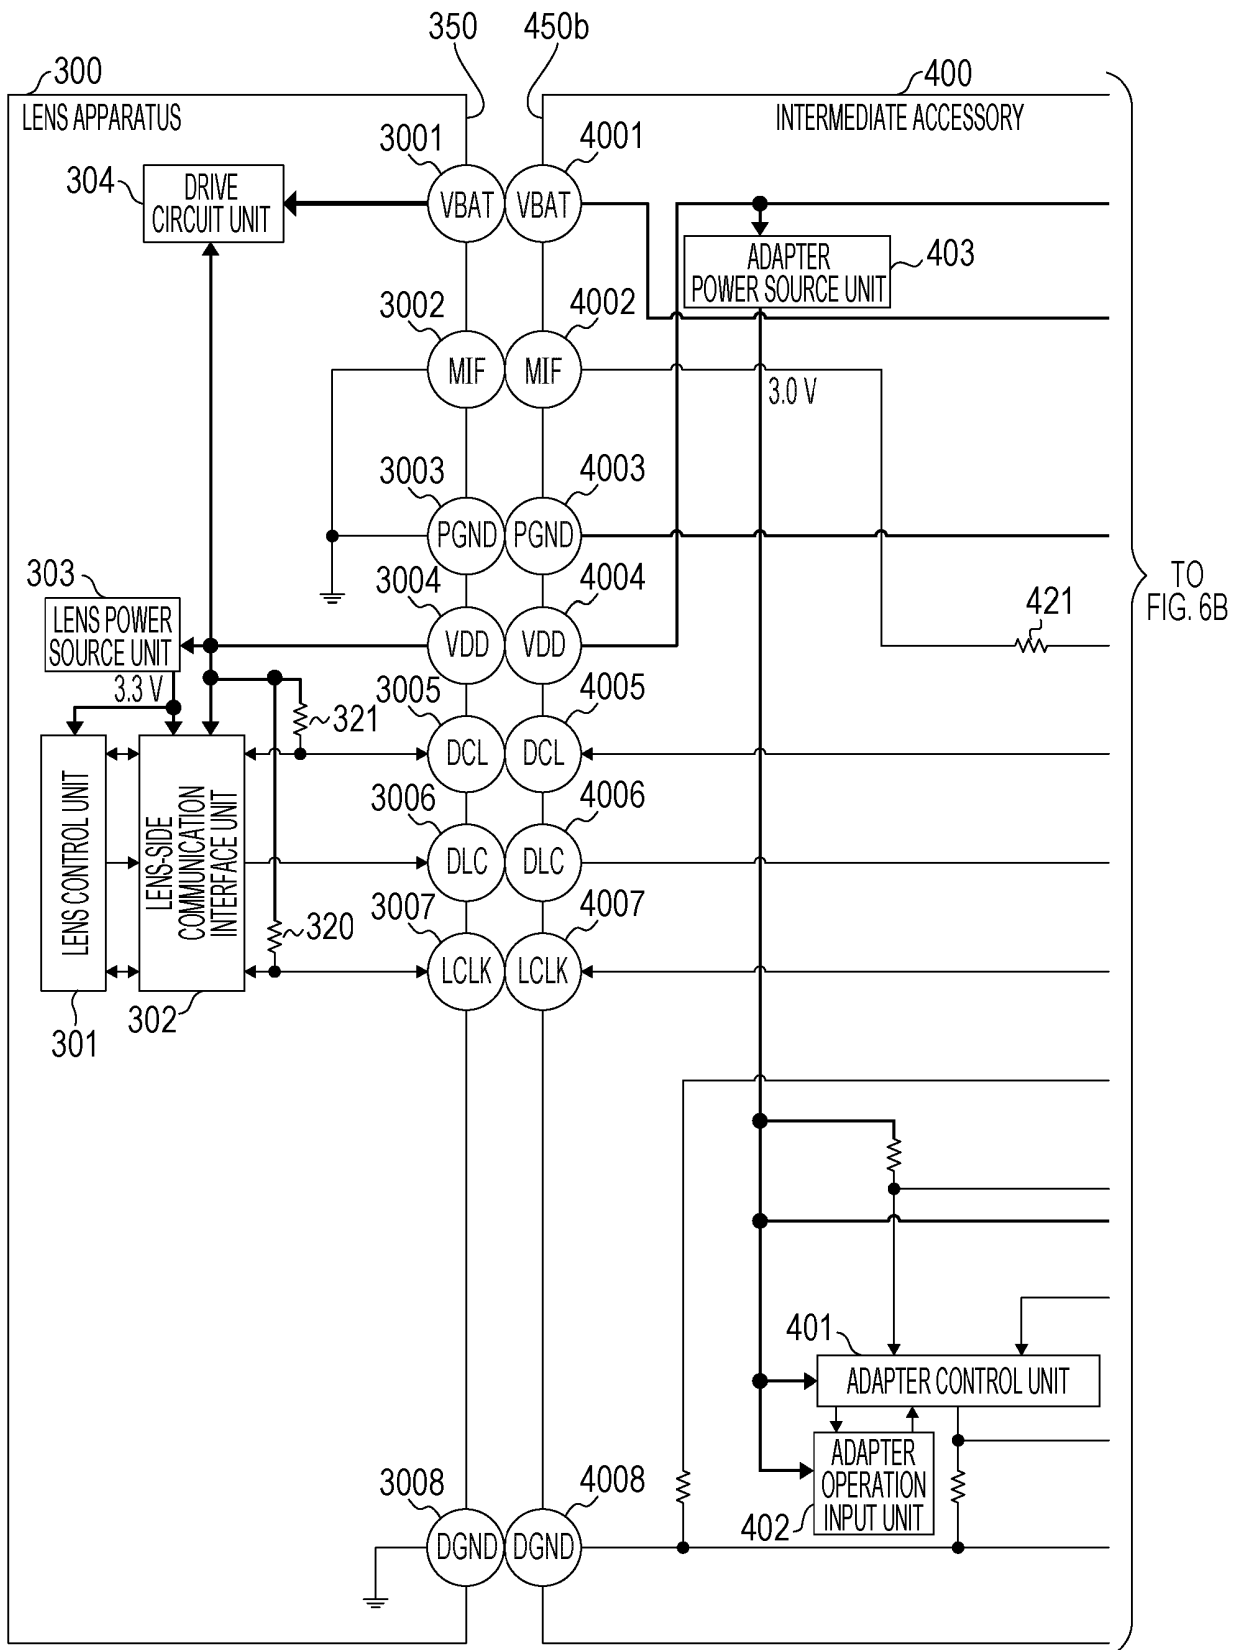 350
450b
300
400
LENS APPARATUS
INTERMEDIATE ACCESSORY
3001
4001
304
DRIVE
CIRCUIT UNIT
VBAT
VBAT
ADAPTER
POWER SOURCE UNIT
403
3002
4002
MIF
MIF
3.0 V
3003
4003
PGND
PGND
303
LENS POWER
SOURCE UNIT
3.3 V
3004
4004
VDD
VDD
421
TO
FIG. 6B
3005
4005
321
DCL
DCL
3006
4006
DLC
DLC
LENS CONTROL UNIT
LENS-SIDE
COMMUNICATION
INTERFACE UNIT
3007
4007
320
LCLK
LCLK
301
302
401
ADAPTER CONTROL UNIT
ADAPTER
OPERATION
INPUT UNIT
402
3008
4008
DGND
DGND